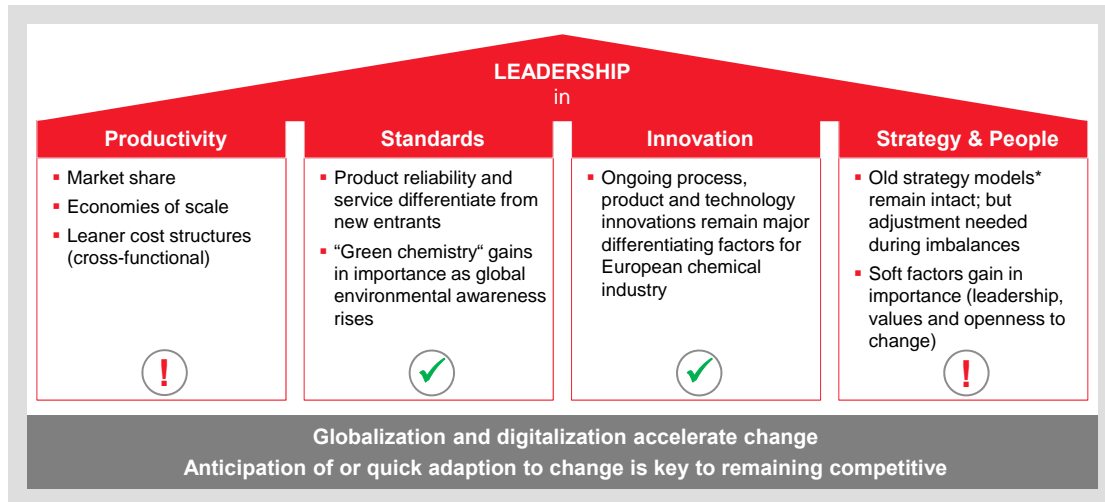 LEADERSHIP
in
Productivity
▪ Market share
▪ Economies of scale
▪ Leaner cost structures
(cross-functional)
!
Standards
▪ Product reliability and
service differentiate from
new entrants
▪ “Green chemistry“ gains
in importance as global
environmental awareness
rises
✓
Innovation
▪ Ongoing process,
product and technology
innovations remain major
differentiating factors for
European chemical
industry
✓
Strategy & People
▪ Old strategy models*
remain intact; but
adjustment needed
during imbalances
▪ Soft factors gain in
importance (leadership,
values and openness to
change)
!
Globalization and digitalization accelerate change
Anticipation of or quick adaption to change is key to remaining competitive